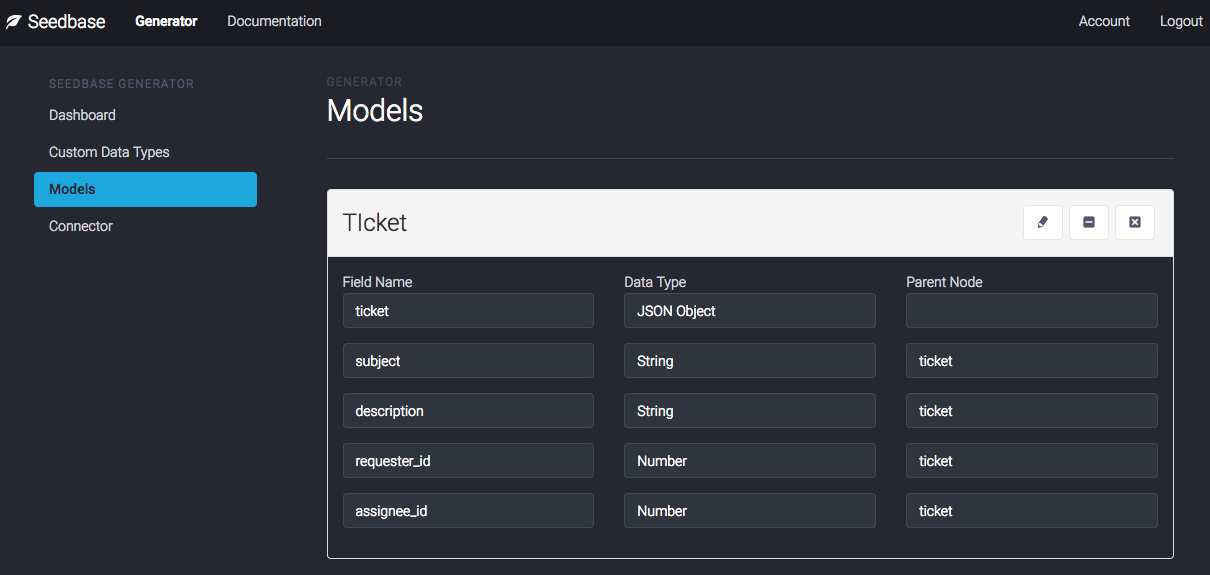 Seedbase Generator Documentation Account Logout
SEEDBASE GENERATOR
Dashboard
Custom Data Types
Models
Connector
GENERATOR
Models
TIcket
Field Name Data Type Parent Node
ticket JSON Object
subject String ticket
description String ticket
requester_id Number ticket
assignee_id Number ticket